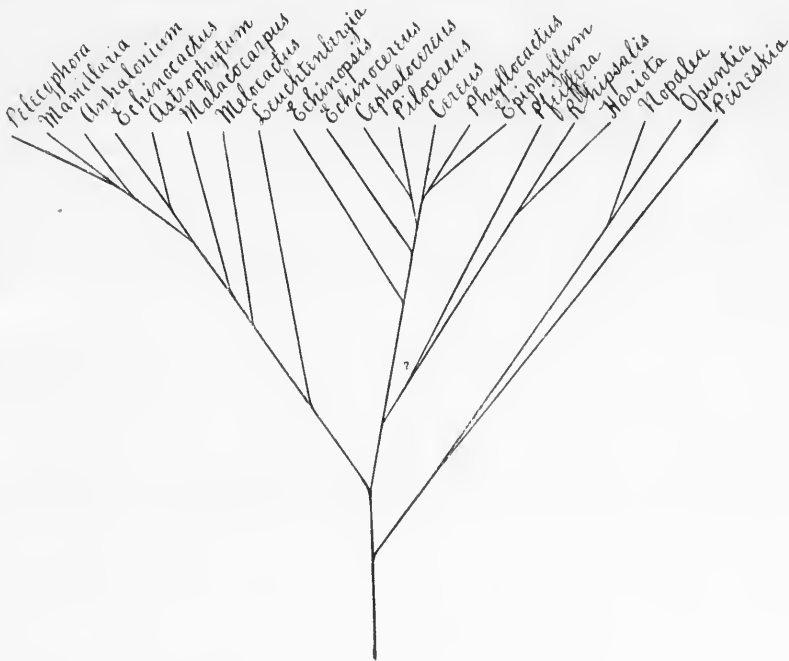 Pelecyphora
Mamillaria
Anhalonium
Echinocactus
Astrophytum
Malacocarpus
Melocactus
Leuchtenbergia
Echinopsis
Echinocereus
Cephalocereus
Pilocereus
Cereus
Phyllocactus
Epiphyllum
Pfeiffera
Rhipsalis
Hariota
Nopalea
Opuntia
Peireskia
?